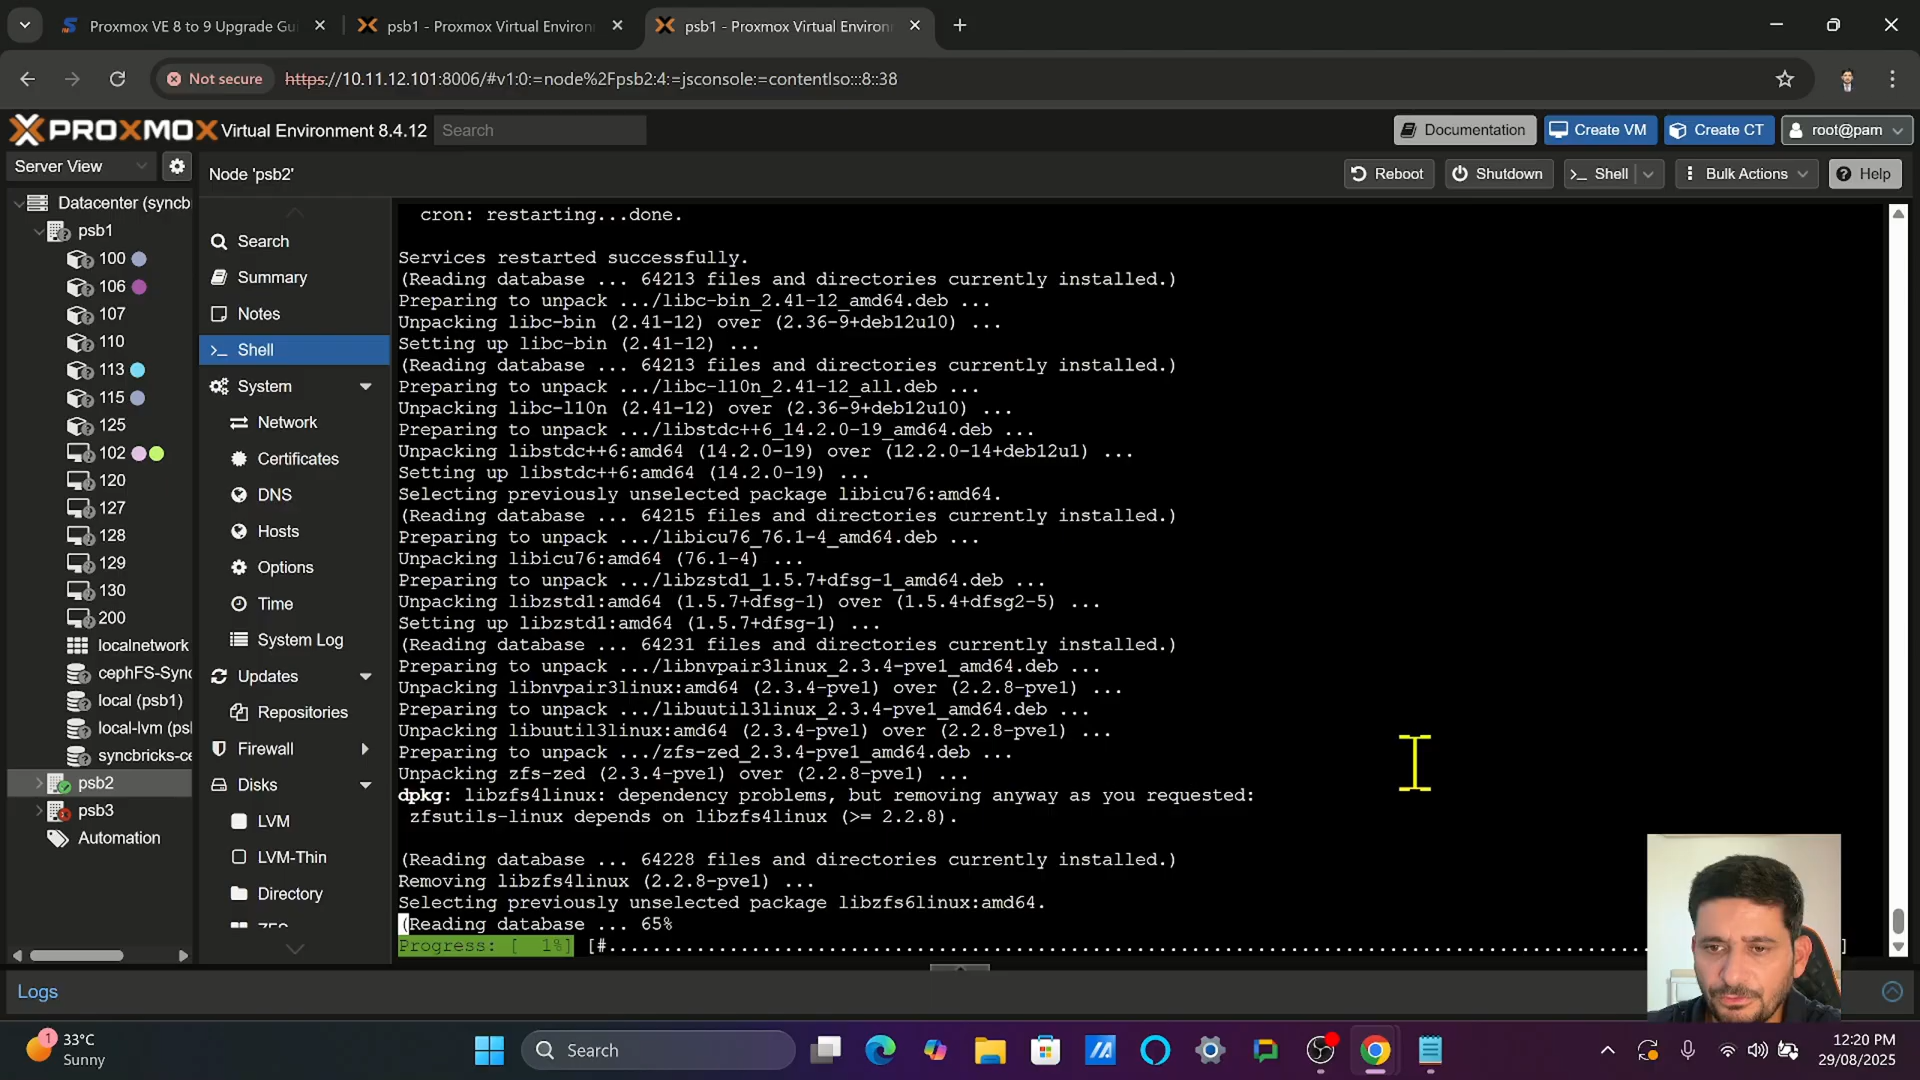 Proxmox VE 8 to 9 Upgrade Gui
psb1 - Proxmox Virtual Environ
psb1 - Proxmox Virtual Environ
Not secure
https://10.11.12.101:8006/#v1:0:=node%2Fpsb2:4:=jsconsole:=contentIso:::8::38
PROXMOX Virtual Environment 8.4.12
Search
Documentation
Create VM
Create CT
root@pam
Server View
Node 'psb2'
Reboot
Shutdown
Shell
Bulk Actions
Help
Datacenter (syncb
psb1
100
106
107
110
113
115
125
102
120
127
128
129
130
200
localnetwork
cephFS-Sync
local (psb1)
local-lvm (psl
syncbricks-ce
psb2
psb3
Automation
Search
Summary
Notes
Shell
System
Network
Certificates
DNS
Hosts
Options
Time
System Log
Updates
Repositories
Firewall
Disks
LVM
LVM-Thin
Directory
ZFS
cron: restarting...done.
Services restarted successfully.
(Reading database ... 64213 files and directories currently installed.)
Preparing to unpack .../libc-bin_2.41-12_amd64.deb ...
Unpacking libc-bin (2.41-12) over (2.36-9+deb12u10) ...
Setting up libc-bin (2.41-12) ...
(Reading database ... 64213 files and directories currently installed.)
Preparing to unpack .../libc-l10n_2.41-12_all.deb ...
Unpacking libc-l10n (2.41-12) over (2.36-9+deb12u10) ...
Preparing to unpack .../libstdc++6_14.2.0-19_amd64.deb ...
Unpacking libstdc++6:amd64 (14.2.0-19) over (12.2.0-14+deb12u1) ...
Setting up libstdc++6:amd64 (14.2.0-19) ...
Selecting previously unselected package libicu76:amd64.
(Reading database ... 64215 files and directories currently installed.)
Preparing to unpack .../libicu76_76.1-4_amd64.deb ...
Unpacking libicu76:amd64 (76.1-4) ...
Preparing to unpack .../libzstd1_1.5.7+dfsg-1_amd64.deb ...
Unpacking libzstd1:amd64 (1.5.7+dfsg-1) over (1.5.4+dfsg2-5) ...
Setting up libzstd1:amd64 (1.5.7+dfsg-1) ...
(Reading database ... 64231 files and directories currently installed.)
Preparing to unpack .../libnvpair3linux_2.3.4-pve1_amd64.deb ...
Unpacking libnvpair3linux:amd64 (2.3.4-pve1) over (2.2.8-pve1) ...
Preparing to unpack .../libuutil3linux_2.3.4-pve1_amd64.deb ...
Unpacking libuutil3linux:amd64 (2.3.4-pve1) over (2.2.8-pve1) ...
Preparing to unpack .../zfs-zed_2.3.4-pve1_amd64.deb ...
Unpacking zfs-zed (2.3.4-pve1) over (2.2.8-pve1) ...
dpkg: libzfs4linux: dependency problems, but removing anyway as you requested:
zfsutils-linux depends on libzfs4linux (>= 2.2.8).
(Reading database ... 64228 files and directories currently installed.)
Removing libzfs4linux (2.2.8-pve1) ...
Selecting previously unselected package libzfs6linux:amd64.
(Reading database ... 65%
Progress: [  1%] [#.......................................................................................................]
Logs
33°C
Sunny
Search
12:20 PM
29/08/2025